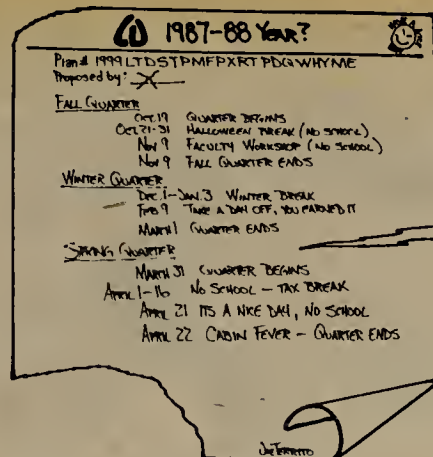 1987-88 YEAR?
Plan# 1999 LTDSTPMFPXRT PDQWHYME
Proposed by: X
FALL QUARTER
OCT. 19 QUARTER BEGINS
OCT. 21-31 HALLOWEEN BREAK (NO SCHOOL)
NOV 9 FACULTY WORKSHOP (NO SCHOOL)
NOV 9 FALL QUARTER ENDS
WINTER QUARTER
DEC. 1-JAN. 3 WINTER BREAK
FEB 9 TAKE A DAY OFF, YOU EARNED IT
MARCH 1 QUARTER ENDS
SPRING QUARTER
MARCH 31 QUARTER BEGINS
APRIL 1-16 NO SCHOOL - TAX BREAK
APRIL 21 ITS A NICE DAY, NO SCHOOL
APRIL 22 CABIN FEVER - QUARTER ENDS